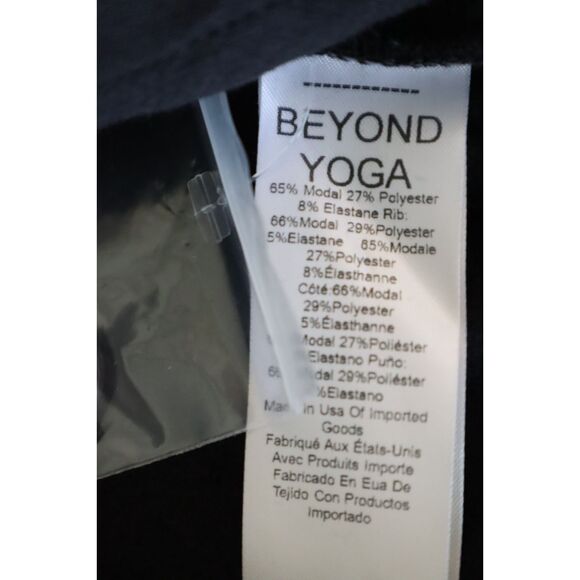 BEYOND
YOGA
65% Modal 27% Polyester
8% Elastane Rib:
66%Modal 29%Polyester
5%Elastane 65%Modale
27%Polyester
8%Élasthanne
Côté:66%Modal
29%Polyester
5%Élasthanne
27%Poliéster
Elastano Puño:
29%Poliéster
%Elastano
In Usa Of Imported
Goods
Fabriqué Aux États-Unis
Avec Produits Importe
Fabricado En Eua De
Tejido Con Productos
Importado